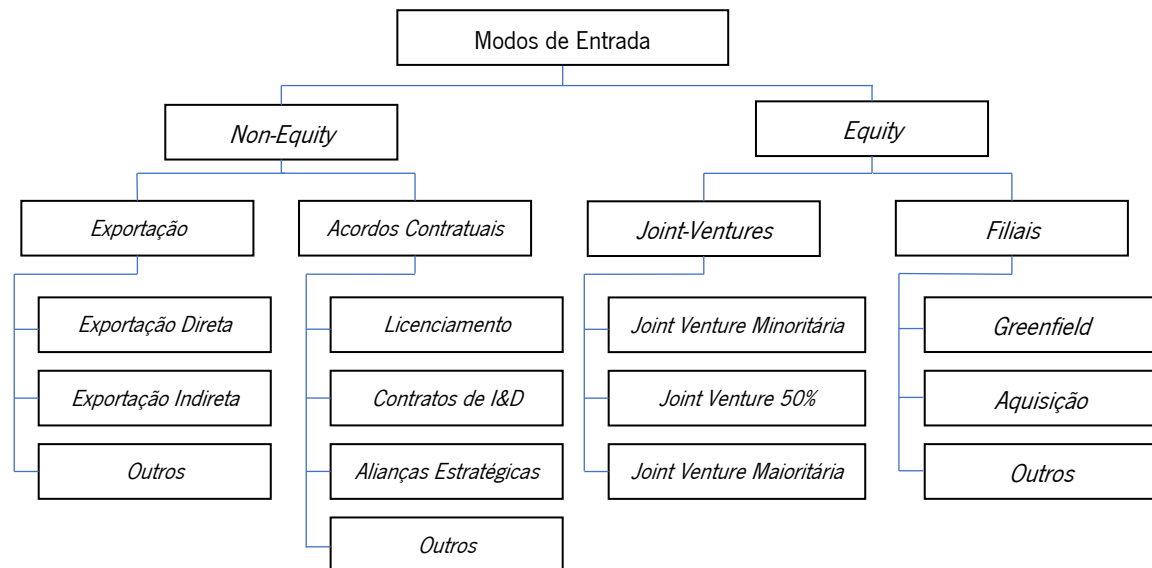 Modos de Entrada
Non-Equity
Equity
Exportação
Acordos Contratuais
Joint-Ventures
Filiais
Exportação Direta
Licenciamento
Joint Venture Minoritária
Greenfield
Exportação Indireta
Contratos de I&D
Joint Venture 50%
Aquisição
Outros
Alianças Estratégicas
Joint Venture Maioritária
Outros
Outros